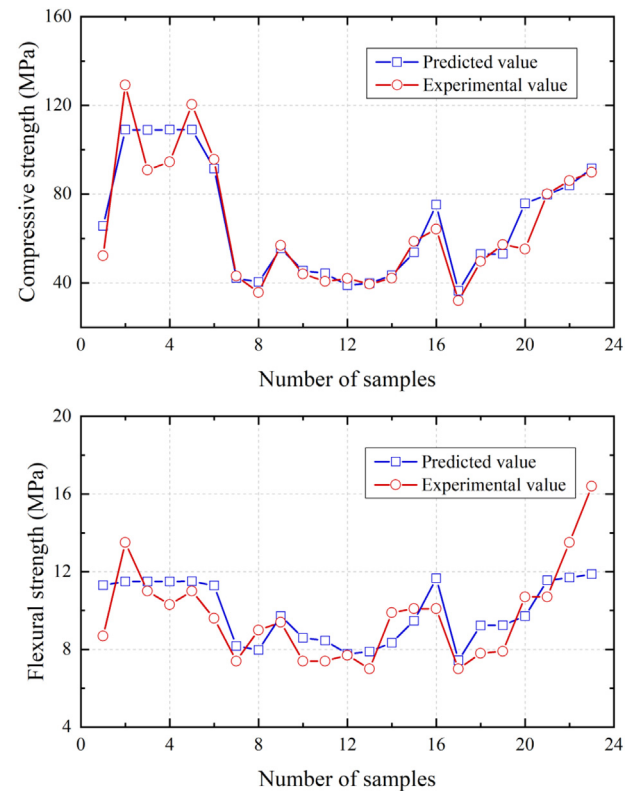 160
120
80
40
Compressive strength (MPa)
Predicted value
Experimental value
0 4 8 12 16 20 24
Number of samples
20
16
12
8
4
Flexural strength (MPa)
Predicted value
Experimental value
0 4 8 12 16 20 24
Number of samples